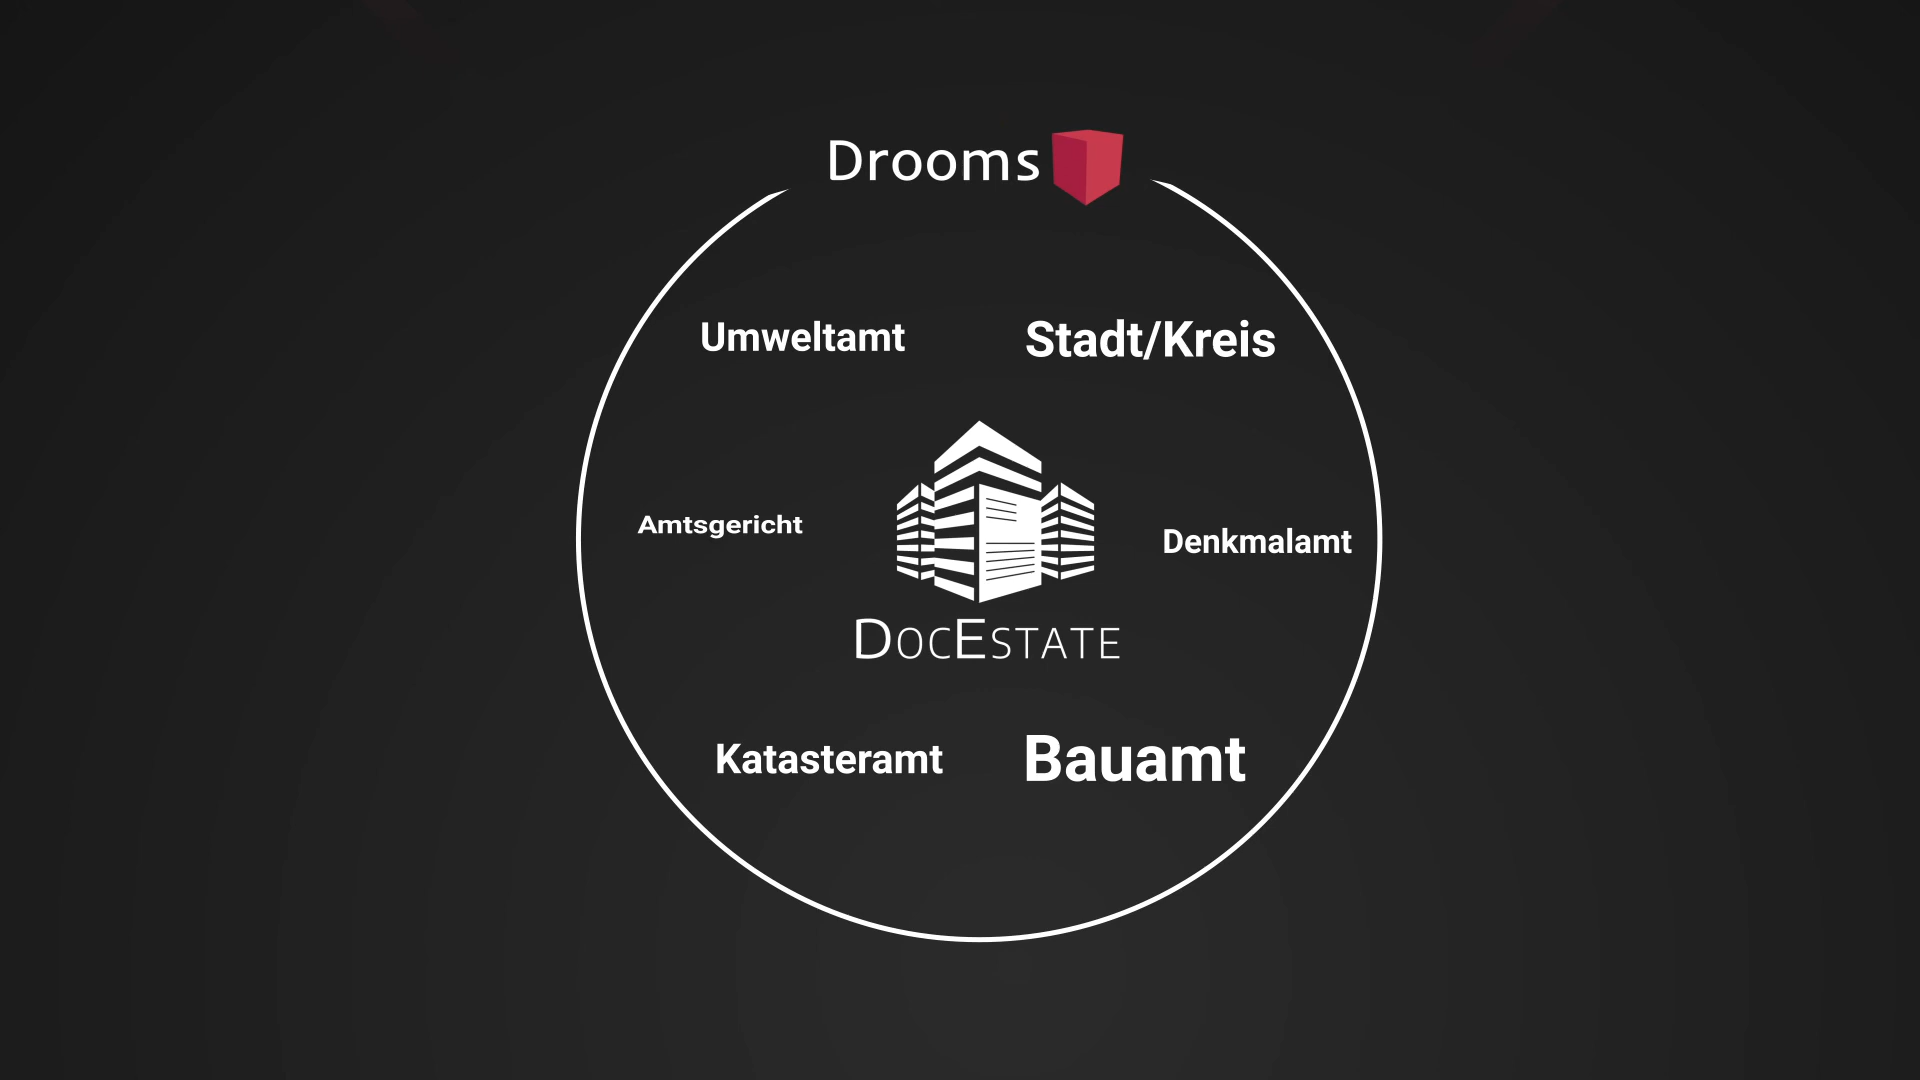 Drooms
Umweltamt
Stadt/Kreis
Amtsgericht
Denkmalamt
DocEstate
Katasteramt
Bauamt